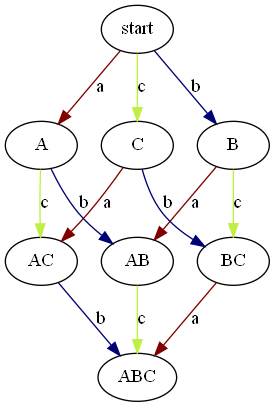 start
a c b
A C B
c b a b a c
AC AB BC
b c a
ABC